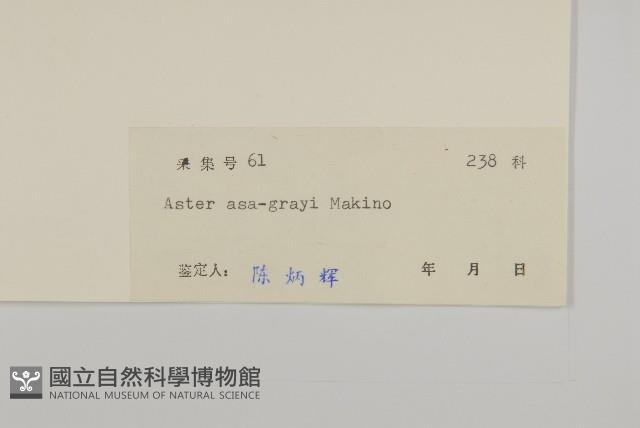 采集号 61 238 科
Aster asa-grayi Makino
鉴定人: 陈炳辉 年 月 日
國立自然科學博物館
NATIONAL MUSEUM OF NATURAL SCIENCE